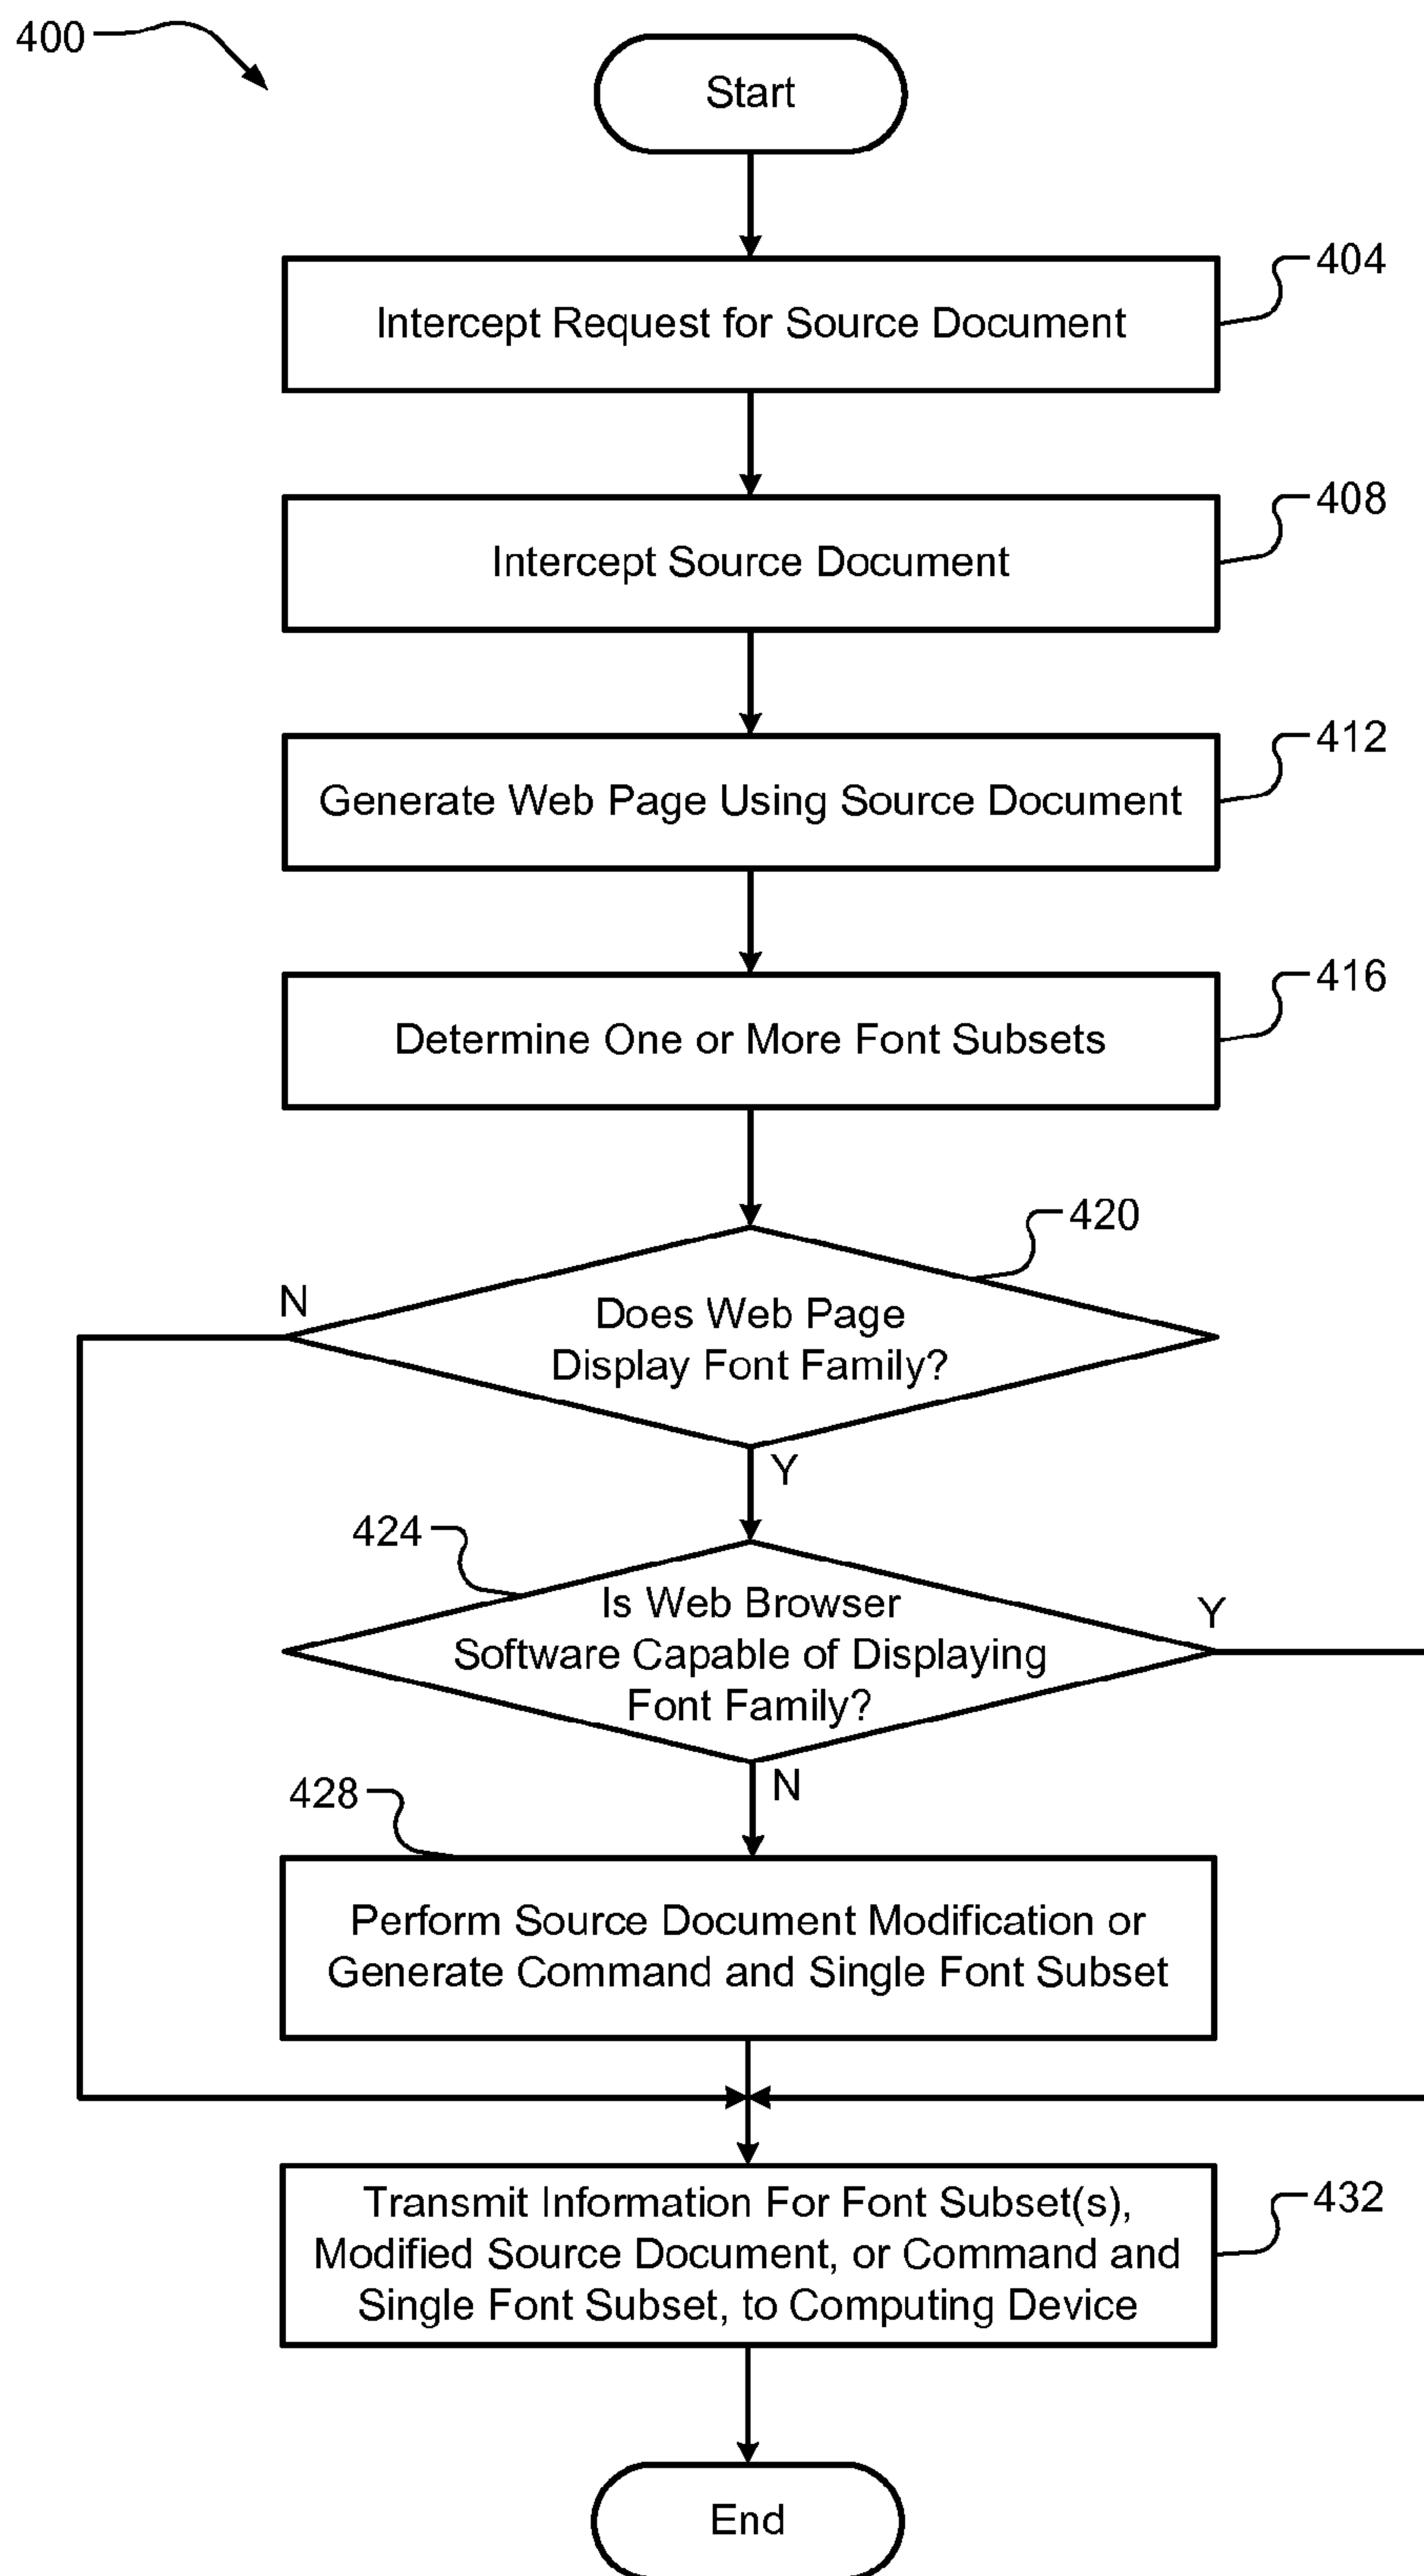 400
Start
Intercept Request for Source Document
404
Intercept Source Document
408
Generate Web Page Using Source Document
412
Determine One or More Font Subsets
416
420
Does Web Page
Display Font Family?
N
Y
424
Is Web Browser
Software Capable of Displaying
Font Family?
Y
N
428
Perform Source Document Modification or
Generate Command and Single Font Subset
Transmit Information For Font Subset(s),
Modified Source Document, or Command and
Single Font Subset, to Computing Device
432
End